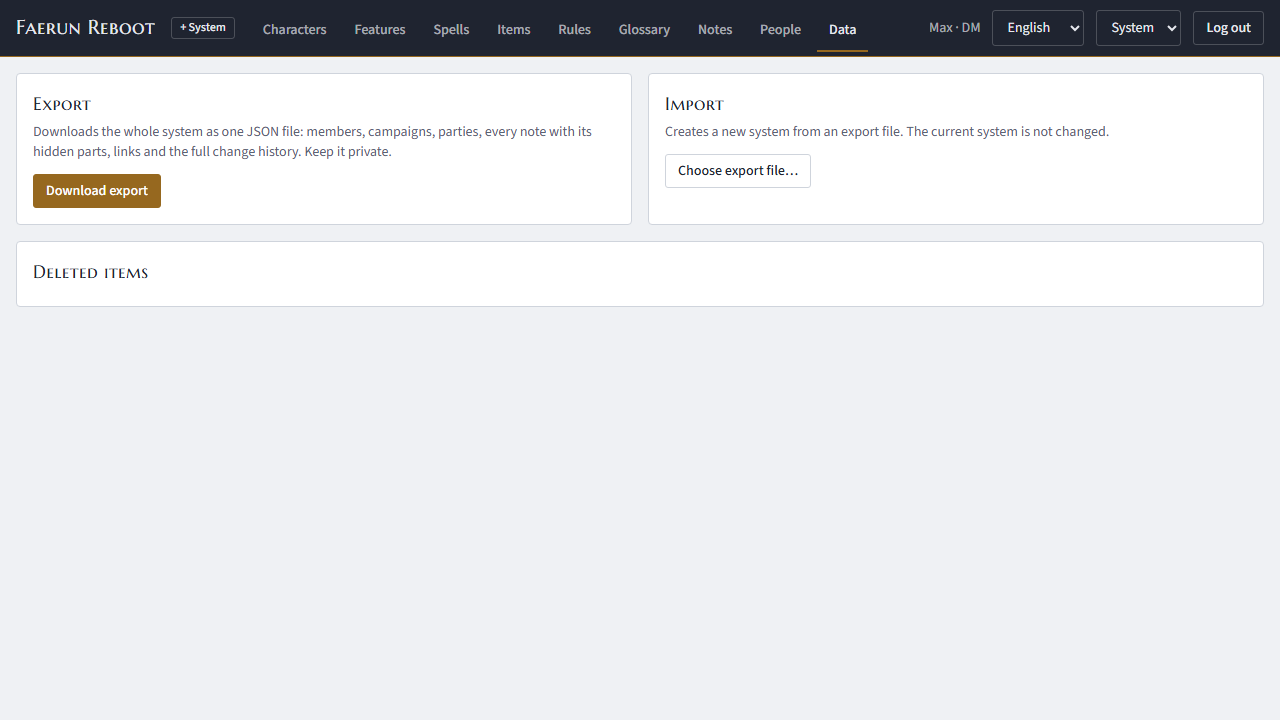 Faerun Reboot
+ System
Characters
Features
Spells
Items
Rules
Glossary
Notes
People
Data
Max · DM
English
System
Log out
Export
Downloads the whole system as one JSON file: members, campaigns, parties, every note with its
hidden parts, links and the full change history. Keep it private.
Download export
Import
Creates a new system from an export file. The current system is not changed.
Choose export file…
Deleted items